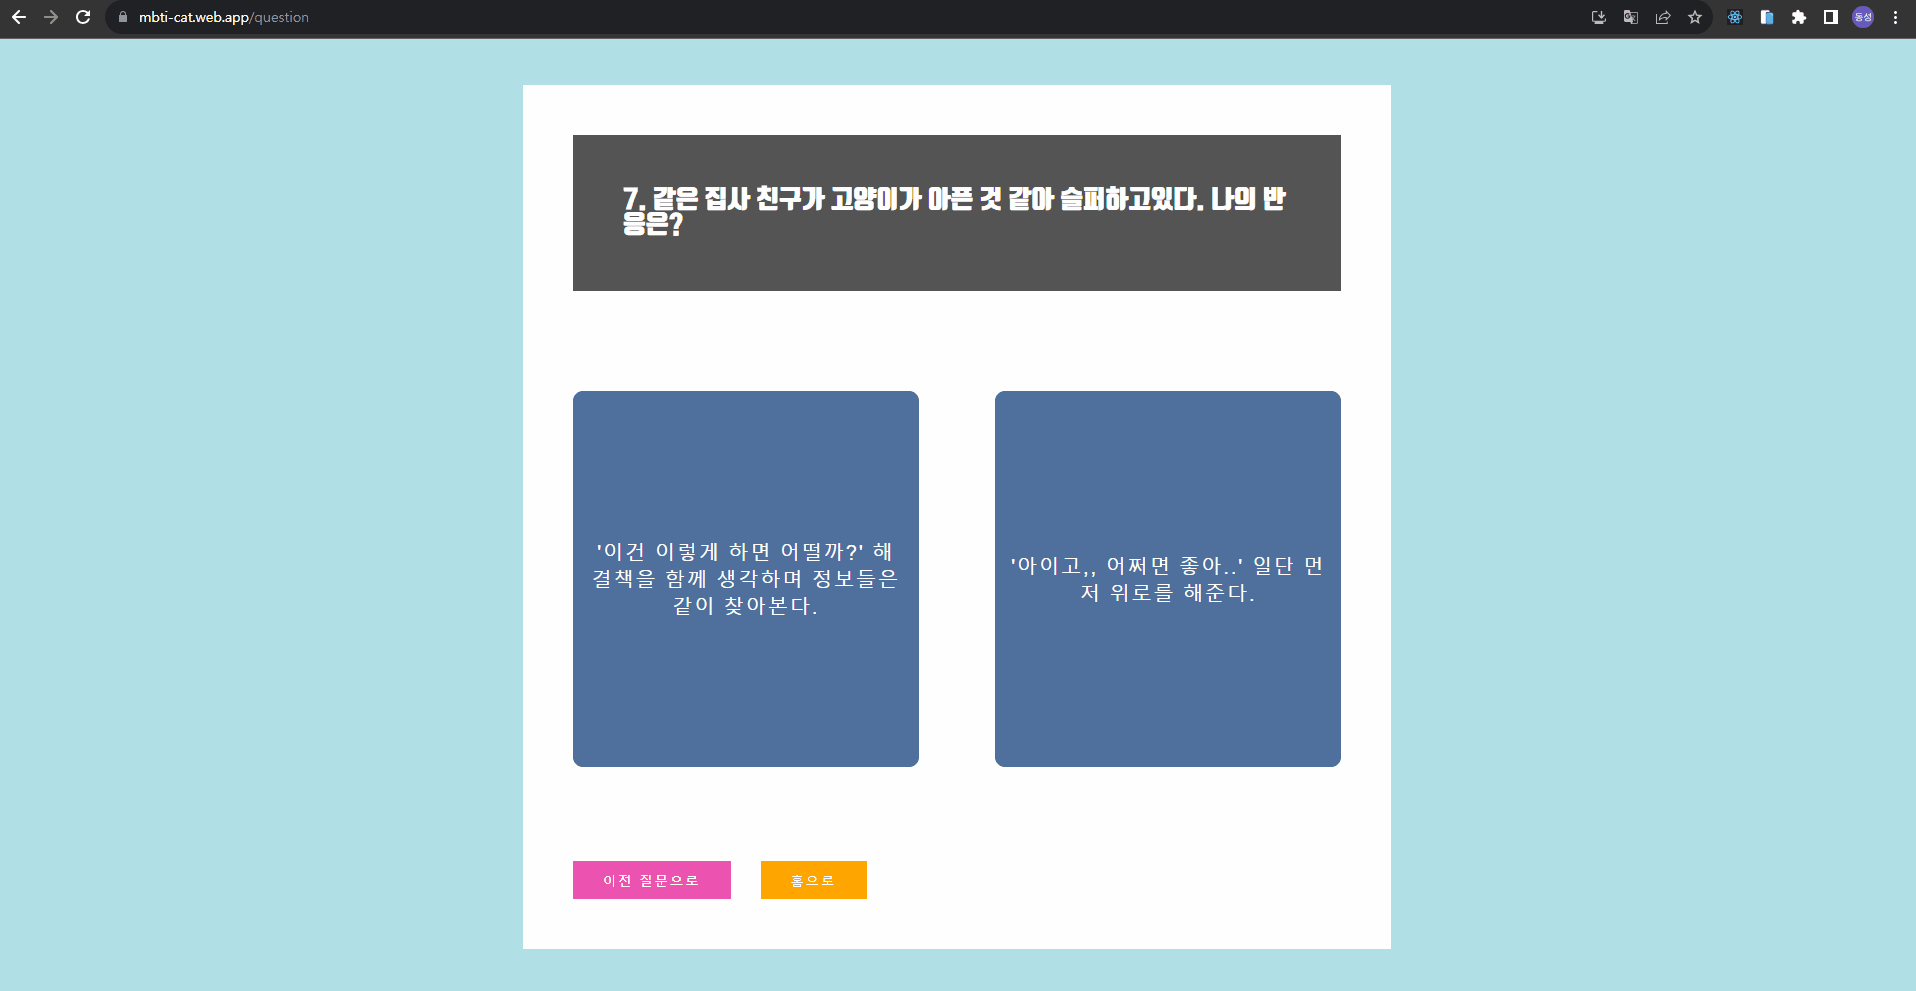 mbti-cat.web.app/question
동성
7. 같은 집사 친구가 고양이가 아픈 것 같아 슬퍼하고있다. 나의 반
응은?
'이건 이렇게 하면 어떨까?' 해
결책을 함께 생각하며 정보들은
같이 찾아본다.
'아이고,, 어쩌면 좋아..' 일단 먼
저 위로를 해준다.
이전 질문으로
홈으로